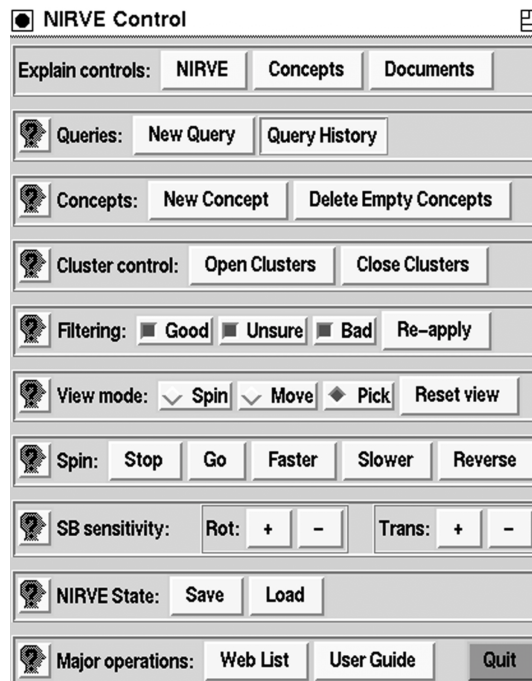 NIRVE Control
Explain controls: NIRVE Concepts Documents
Queries: New Query Query History
Concepts: New Concept Delete Empty Concepts
Cluster control: Open Clusters Close Clusters
Filtering: Good Unsure Bad Re-apply
View mode: Spin Move Pick Reset view
Spin: Stop Go Faster Slower Reverse
SB sensitivity: Rot: + - Trans: + -
NIRVE State: Save Load
Major operations: Web List User Guide Quit